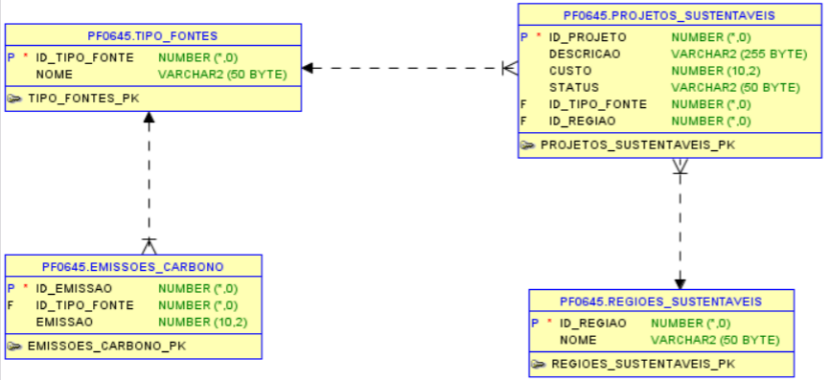 PF0645.TIPO_FONTES
P * ID_TIPO_FONTE NUMBER (*,0)
NOME VARCHAR2 (50 BYTE)
TIPO_FONTES_PK
PF0645.PROJETOS_SUSTENTAVEIS
P * ID_PROJETO NUMBER (*,0)
DESCRICAO VARCHAR2 (255 BYTE)
CUSTO NUMBER (10,2)
STATUS VARCHAR2 (50 BYTE)
F ID_TIPO_FONTE NUMBER (*,0)
F ID_REGIAO NUMBER (*,0)
PROJETOS_SUSTENTAVEIS_PK
PF0645.EMISSOES_CARBONO
P * ID_EMISSAO NUMBER (*,0)
F ID_TIPO_FONTE NUMBER (*,0)
EMISSAO NUMBER (10,2)
EMISSOES_CARBONO_PK
PF0645.REGIOES_SUSTENTAVEIS
P * ID_REGIAO NUMBER (*,0)
NOME VARCHAR2 (50 BYTE)
REGIOES_SUSTENTAVEIS_PK